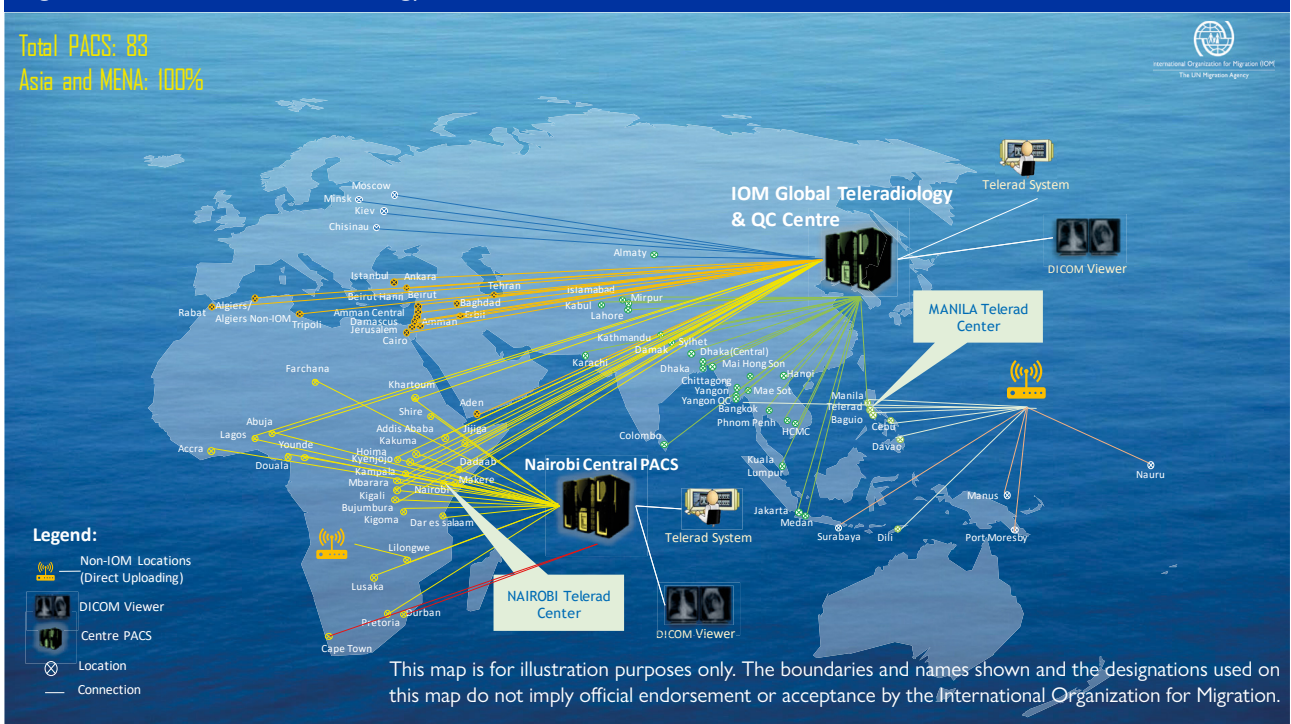 Total PACS: 83
Asia and MENA: 100%
nternational Organization for Migration (IOM)
The UN Migration Agency
Telerad System
IOM Global Teleradiology
& QC Centre
DICOM Viewer
MANILA Telerad
Center
Moscow
Minsk
Kiev
Chisinau
Almaty
Istanbul
Ankara
Tehran
Beirut Hann
Beirut
Baghdad
Erbil
Islamabad
Mirpur
Kabul
Lahore
Rabat
Algiers/
Algiers Non-IOM
Tripoli
Amman Central
Damascus
Amman
Jerusalem
Cairo
Kathmandu
Damak
Sylhet
Karachi
Dhaka(Central)
Dhaka
Mai Hong Son
Hanoi
Chittagong
Yangon
Mae Sot
Yangon QC
Bangkok
Phnom Penh
HCMC
Manila
Telerad
Baguio
Cebu
Davao
Farchana
Khartoum
Shire
Aden
Abuja
Lagos
Addis Ababa
Jijiga
Accra
Younde
Kakuma
Douala
Hoima
Kyenjojo
Dadaab
Kampala
Makere
Mbarara
Nairobi
Kigali
Bujumbura
Kigoma
Dar es salaam
Colombo
Kuala
Lumpur
Nauru
Manus
Jakarta
Medan
Surabaya
Dili
Port Moresby
Nairobi Central PACS
Telerad System
Lilongwe
Lusaka
NAIROBI Telerad
Center
Durban
Pretoria
Cape Town
DICOM Viewer
Legend:
Non-IOM Locations
(Direct Uploading)
DICOM Viewer
Centre PACS
Location
Connection
This map is for illustration purposes only. The boundaries and names shown and the designations used on
this map do not imply official endorsement or acceptance by the International Organization for Migration.